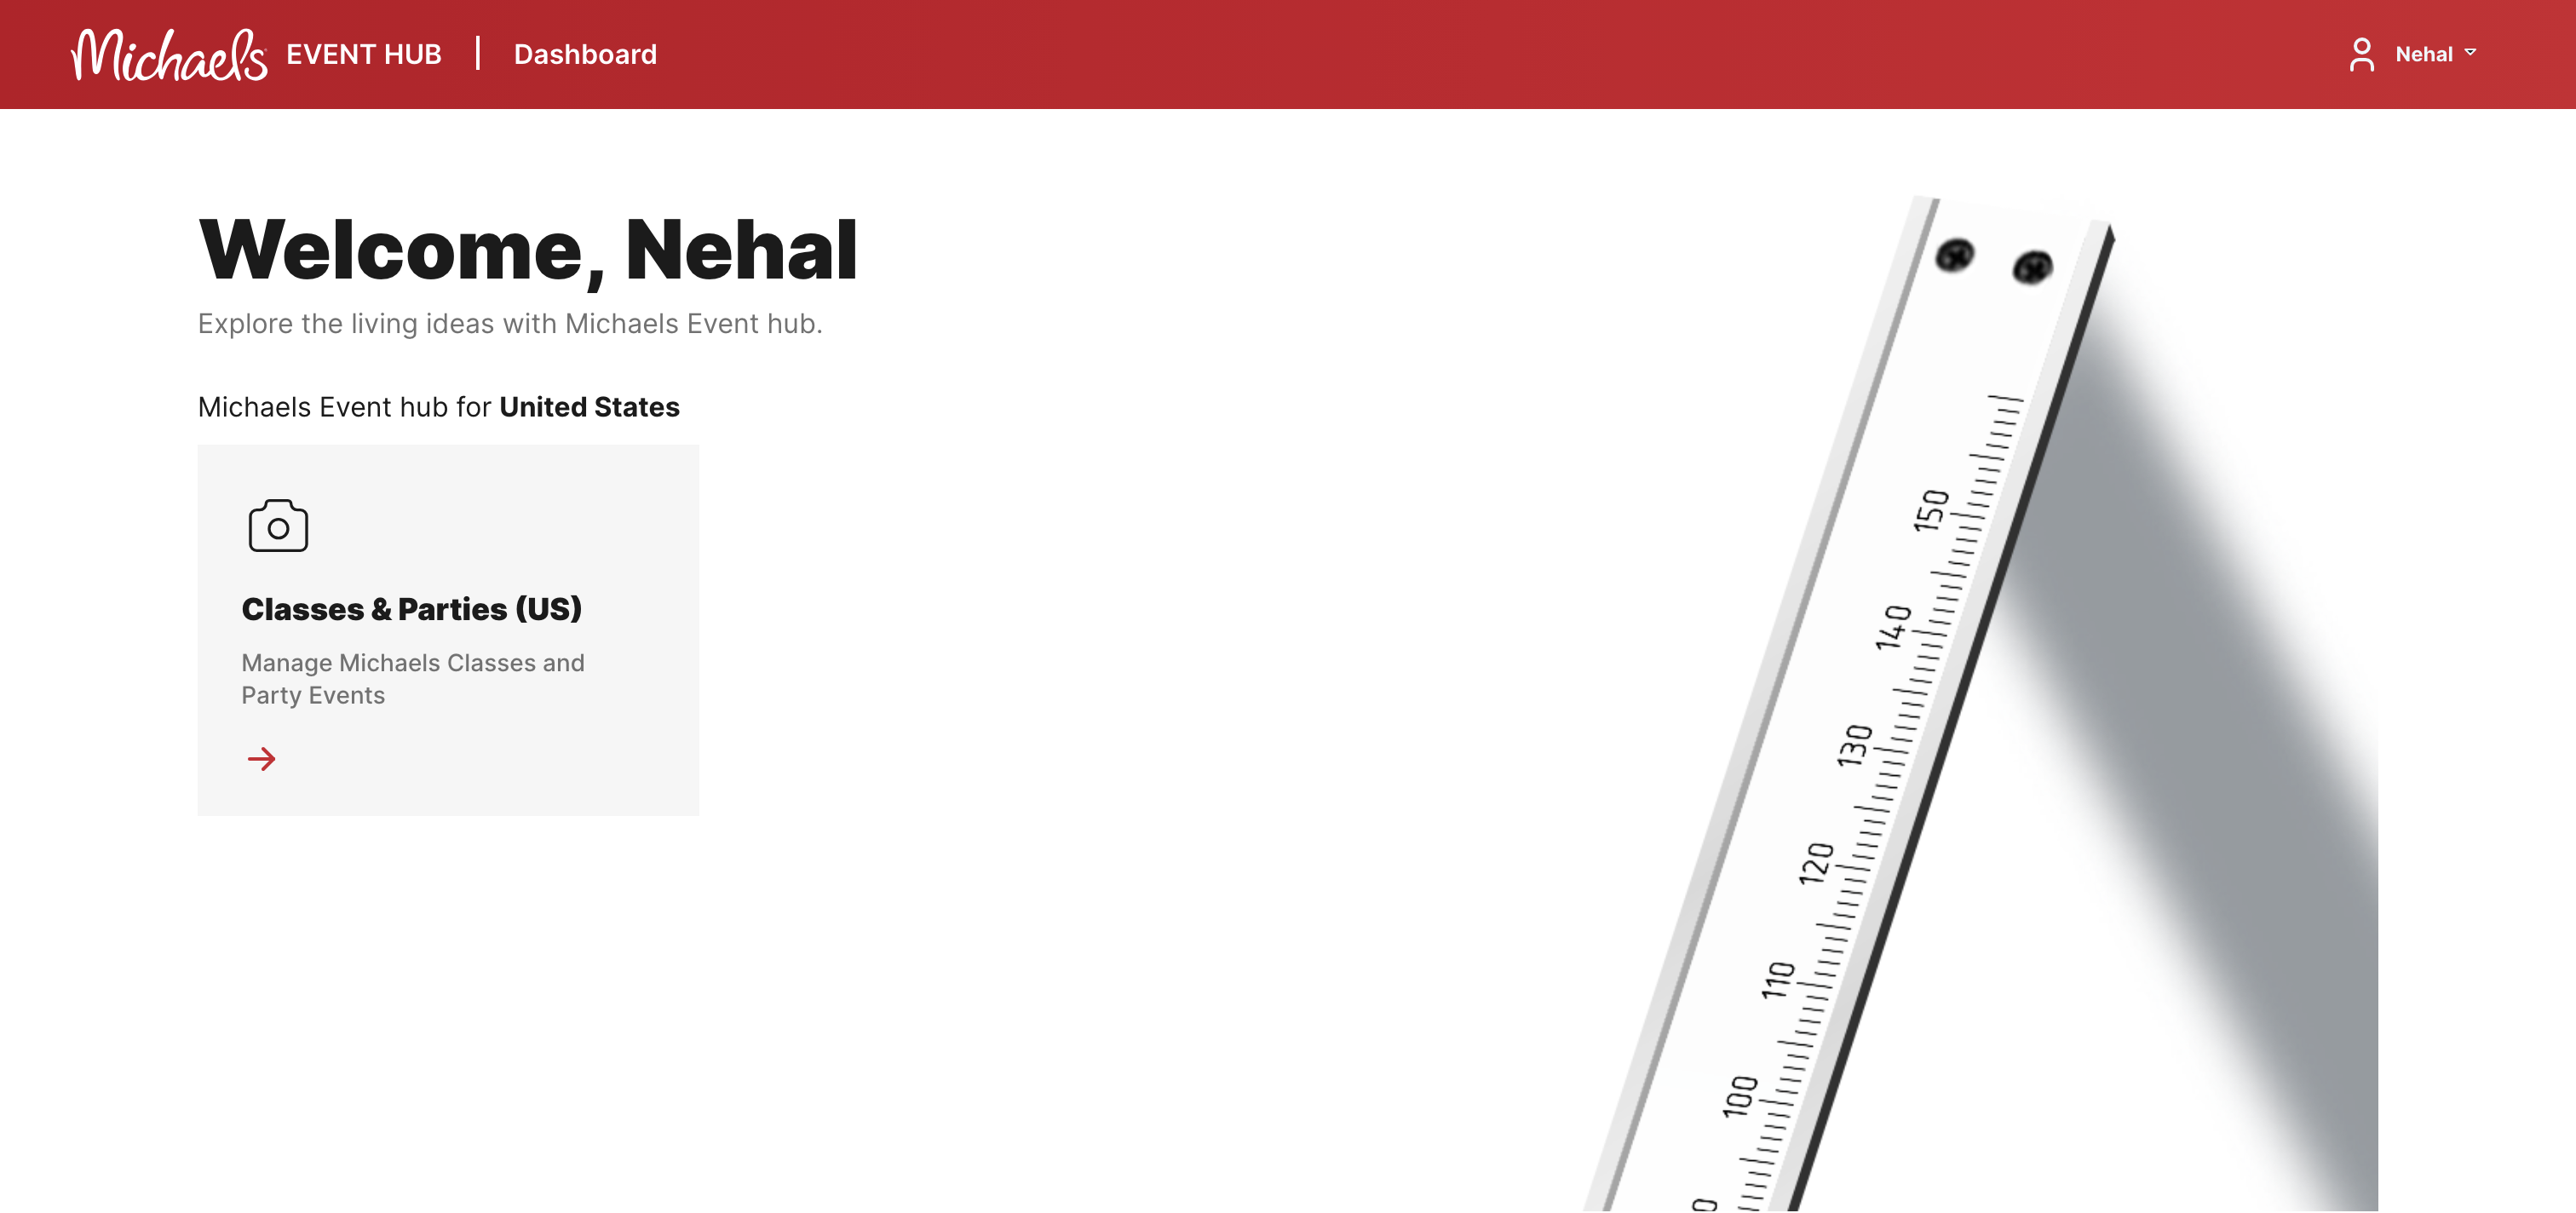 Michaels EVENT HUB | Dashboard
Nehal
Welcome, Nehal
Explore the living ideas with Michaels Event hub.
Michaels Event hub for United States
Classes & Parties (US)
Manage Michaels Classes and
Party Events
150
140
130
120
110
100
0